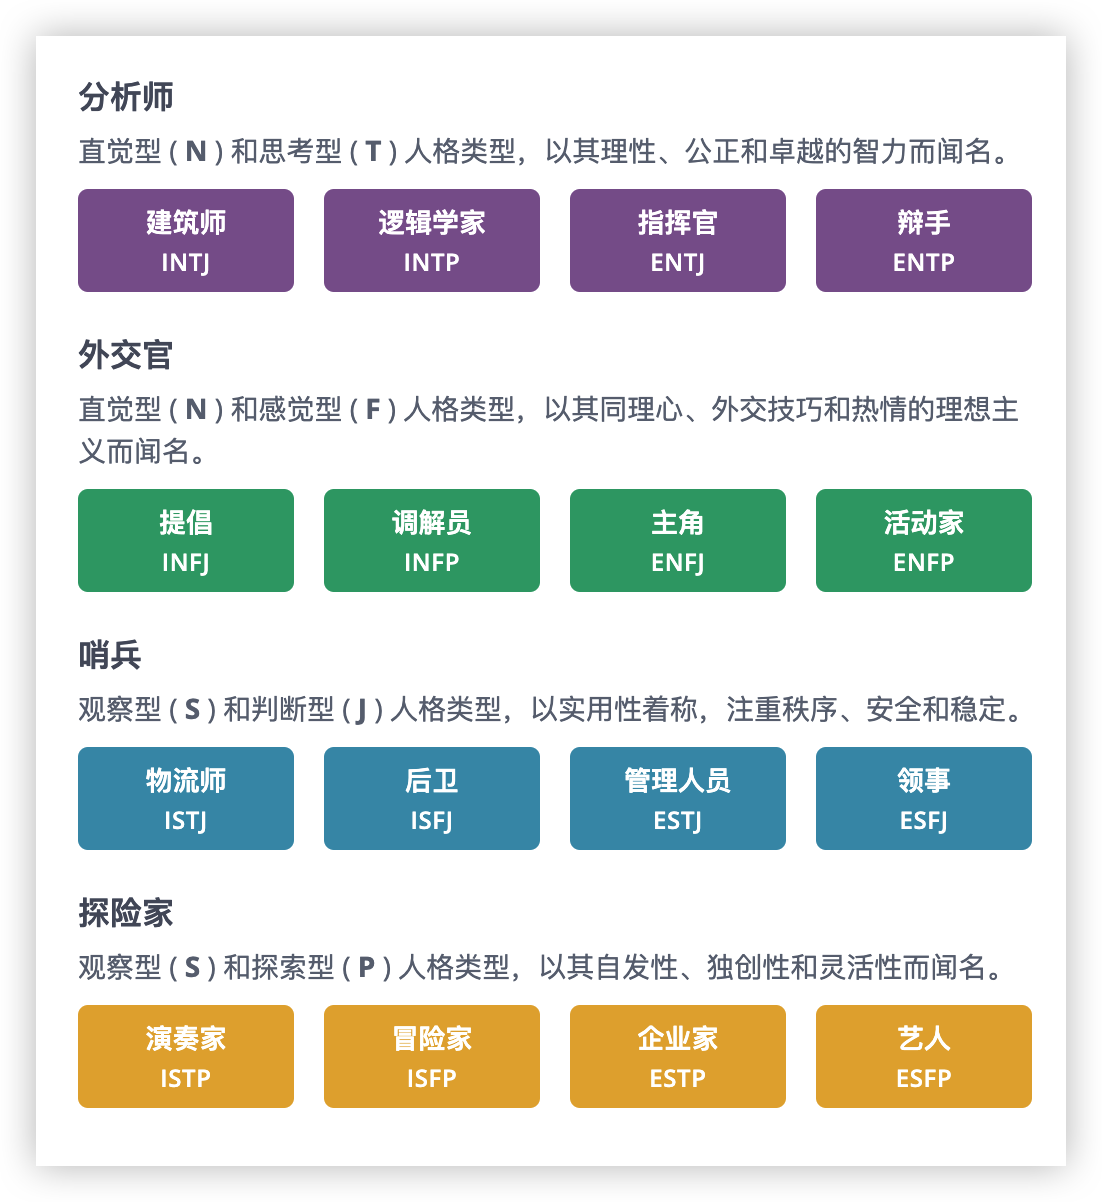 分析师
直觉型 ( N ) 和思考型 ( T ) 人格类型，以其理性、公正和卓越的智力而闻名。
建筑师 逻辑学家 指挥官 辩手
INTJ INTP ENTJ ENTP
外交官
直觉型 ( N ) 和感觉型 ( F ) 人格类型，以其同理心、外交技巧和热情的理想主
义而闻名。
提倡 调解员 主角 活动家
INFJ INFP ENFJ ENFP
哨兵
观察型 ( S ) 和判断型 ( J ) 人格类型，以实用性着称，注重秩序、安全和稳定。
物流师 后卫 管理人员 领事
ISTJ ISFJ ESTJ ESFJ
探险家
观察型 ( S ) 和探索型 ( P ) 人格类型，以其自发性、独创性和灵活性而闻名。
演奏家 冒险家 企业家 艺人
ISTP ISFP ESTP ESFP